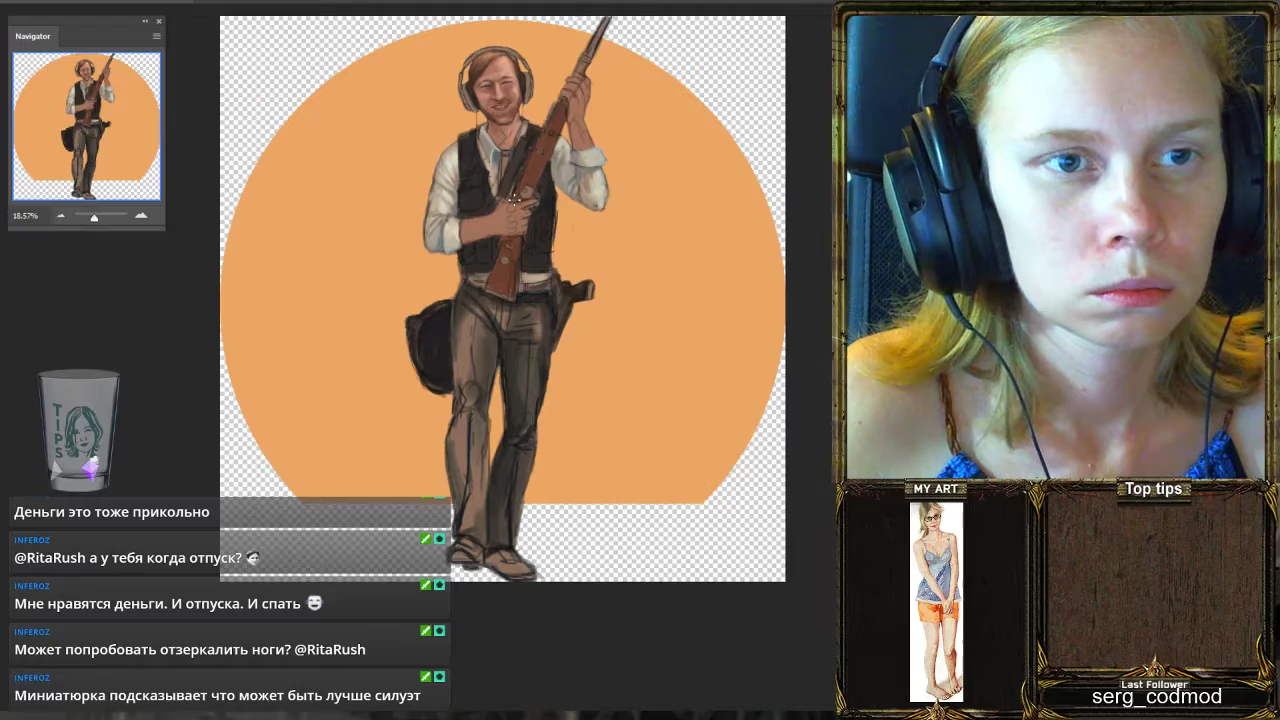 Navigator
18.57%
TIPS
Деньги это тоже прикольно
INFEROZ
@RitaRush а у тебя когда отпуск?
INFEROZ
Мне нравятся деньги. И отпуска. И спать
INFEROZ
Может попробовать отзеркалить ноги? @RitaRush
INFEROZ
Миниатюрка подсказывает что может быть лучше силуэт
MY ART
Top tips
Last Follower
serg_codmod